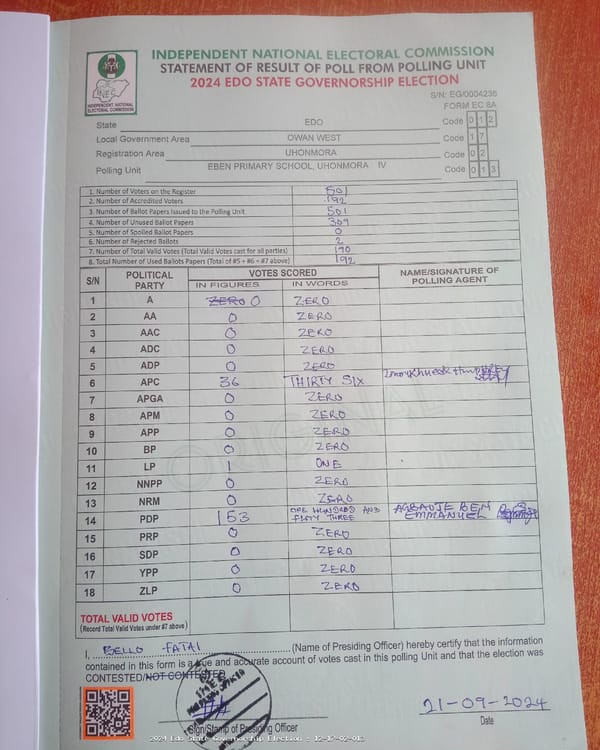 INDEPENDENT NATIONAL ELECTORAL COMMISSION
STATEMENT OF RESULT OF POLL FROM POLLING UNIT
2024 EDO STATE GOVERNORSHIP ELECTION
INEC
INDEPENDENT NATIONAL
ELECTORAL COMMISSION
S/N: EG/0004236
FORM EC 8A
State EDO Code 0 1 2
Local Government Area OWAN WEST Code 1 7
Registration Area UHONMORA Code 0 2
Polling Unit EBEN PRIMARY SCHOOL, UHONMORA IV Code 0 1 3
1. Number of Voters on the Register 501
2. Number of Accredited Voters 192
3. Number of Ballot Papers Issued to the Polling Unit 501
4. Number of Unused Ballot Papers 309
5. Number of Spoiled Ballot Papers 0
6. Number of Rejected Ballots 2
7. Number of Total Valid Votes (Total Valid Votes cast for all parties) 190
8. Total Number of Used Ballots Papers (Total of #5 + #6 + #7 above) 192
S/N POLITICAL PARTY VOTES SCORED NAME/SIGNATURE OF POLLING AGENT
IN FIGURES IN WORDS
1 A ZERO 0 ZERO
2 AA 0 ZERO
3 AAC 0 ZERO
4 ADC 0 ZERO
5 ADP 0 ZERO
6 APC 36 THIRTY SIX
7 APGA 0 ZERO
8 APM 0 ZERO
9 APP 0 ZERO
10 BP 0 ZERO
11 LP 1 ONE
12 NNPP 0 ZERO
13 NRM 0 ZERO
14 PDP 153 ONE HUNDRED AND FIFTY THREE AGBADJE BEN EMMANUEL
15 PRP 0 ZERO
16 SDP 0 ZERO
17 YPP 0 ZERO
18 ZLP 0 ZERO
TOTAL VALID VOTES
(Record Total Valid Votes under #7 above)
I, BELLO FATAI (Name of Presiding Officer) hereby certify that the information
contained in this form is a true and accurate account of votes cast in this polling Unit and that the election was
CONTESTED/NOT CONTESTED
21-09-2024
Sign/Stamp of Presiding Officer Date
2024 Edo State Governorship Election - 12-17-02-013